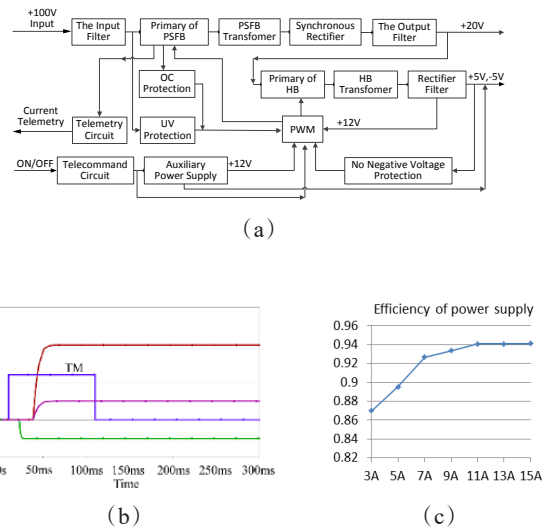 +100V
Input
The Input
Filter
Primary of
PSFB
PSFB
Transfomer
Synchronous
Rectifier
The Output
Filter
+20V
OC
Protection
Primary of
HB
HB
Transfomer
Rectifier
Filter
+5V,-5V
Current
Telemetry
Telemetry
Circuit
UV
Protection
PWM
+12V
ON/OFF
Telecommand
Circuit
Auxiliary
Power Supply
+12V
No Negative Voltage
Protection
(a)
TM
50ms
100ms
150ms
200ms
250ms
300ms
Time
(b)
Efficiency of power supply
0.96
0.94
0.92
0.9
0.88
0.86
0.84
0.82
3A 5A 7A 9A 11A 13A 15A
(c)